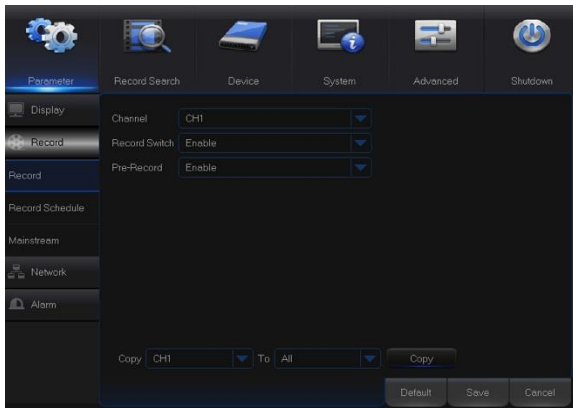 Parameter Record Search Device System Advanced Shutdown
Display
Record
Record
Record Schedule
Mainstream
Network
Alarm
Channel CH1
Record Switch Enable
Pre-Record Enable
Copy CH1 To All Copy
Default Save Cancel